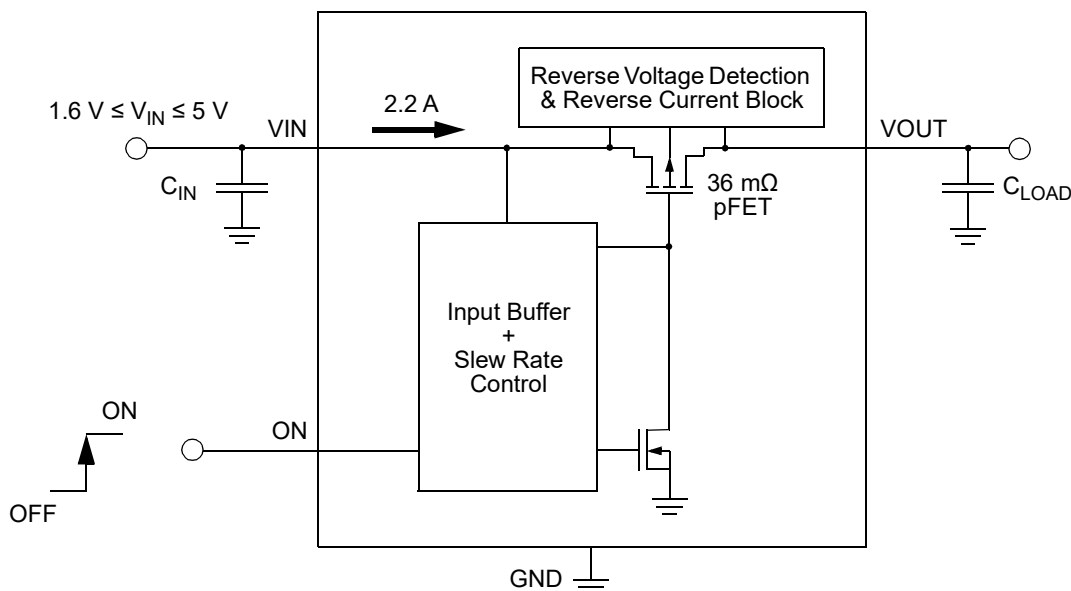 Reverse Voltage Detection
& Reverse Current Block
1.6 V ≤ VIN ≤ 5 V
2.2 A
VIN
VOUT
CIN
36 mΩ
pFET
CLOAD
Input Buffer
+
Slew Rate
Control
ON
ON
OFF
GND